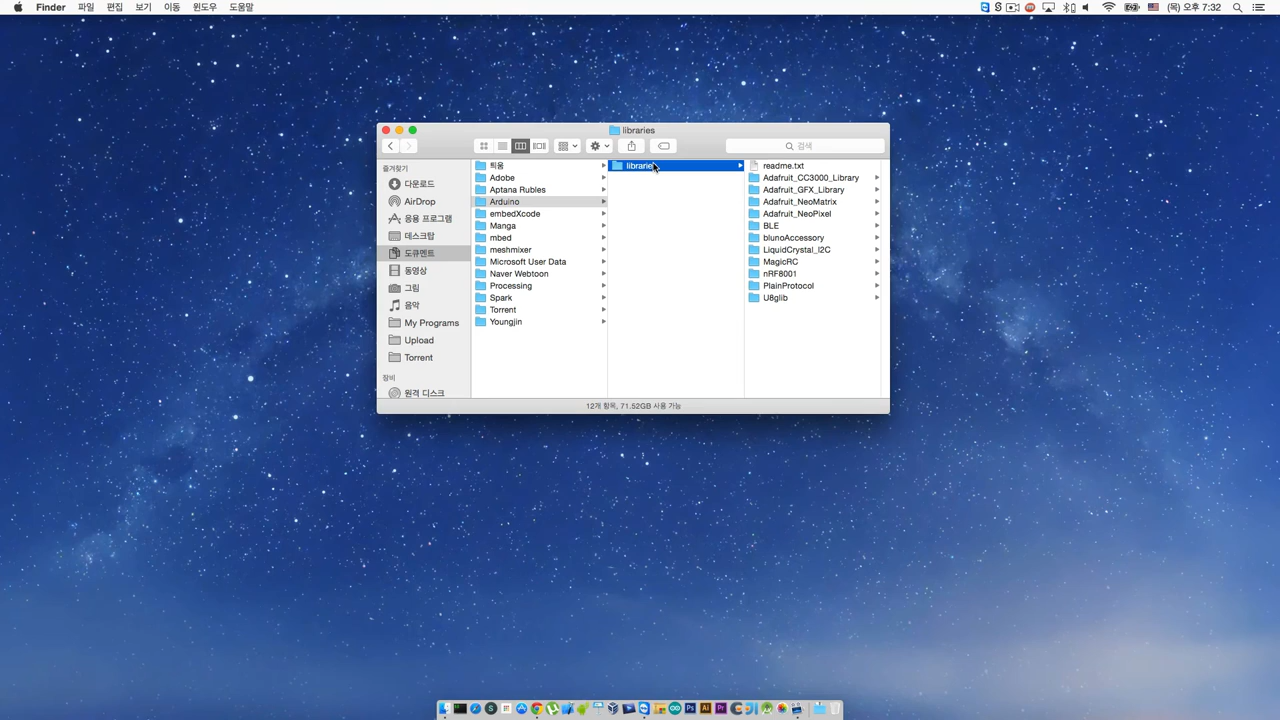 Finder 파일 편집 보기 이동 윈도우 도움말 (목) 오후 7:32
libraries
검색
즐겨찾기
다운로드
AirDrop
응용 프로그램
데스크탑
도큐멘트
동영상
그림
음악
My Programs
Upload
Torrent
장비
원격 디스크
틔움
Adobe
Aptana Rubles
Arduino
embedXcode
Manga
mbed
meshmixer
Microsoft User Data
Naver Webtoon
Processing
Spark
Torrent
Youngjin
libraries
readme.txt
Adafruit_CC3000_Library
Adafruit_GFX_Library
Adafruit_NeoMatrix
Adafruit_NeoPixel
BLE
blunoAccessory
LiquidCrystal_I2C
MagicRC
nRF8001
PlainProtocol
U8glib
12개 항목, 71.52GB 사용 가능
Ps Ai Pr